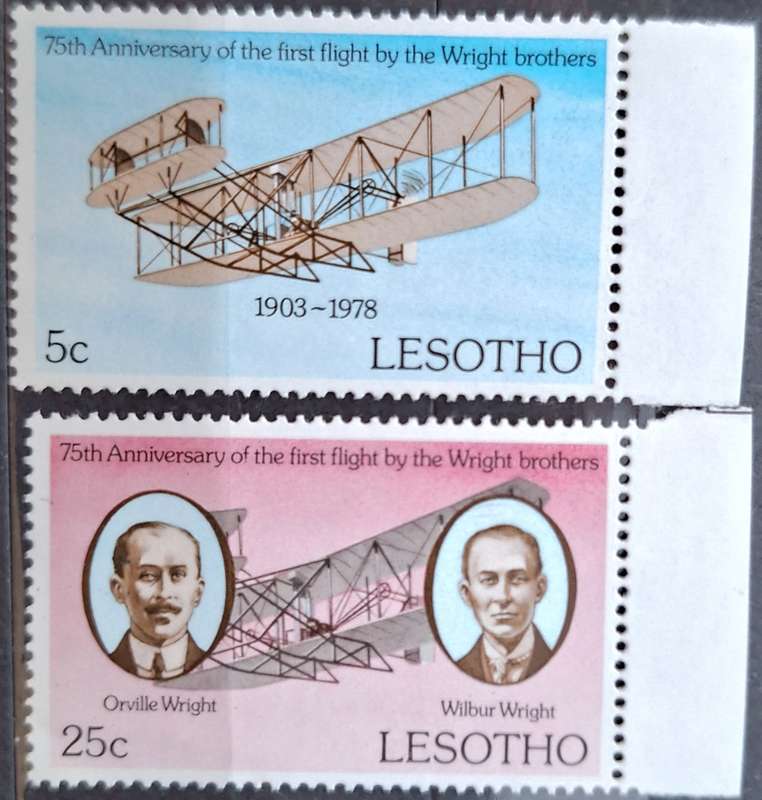 75th Anniversary of the first flight by the Wright brothers
1903~1978
5c LESOTHO
75th Anniversary of the first flight by the Wright brothers
Orville Wright Wilbur Wright
25c LESOTHO